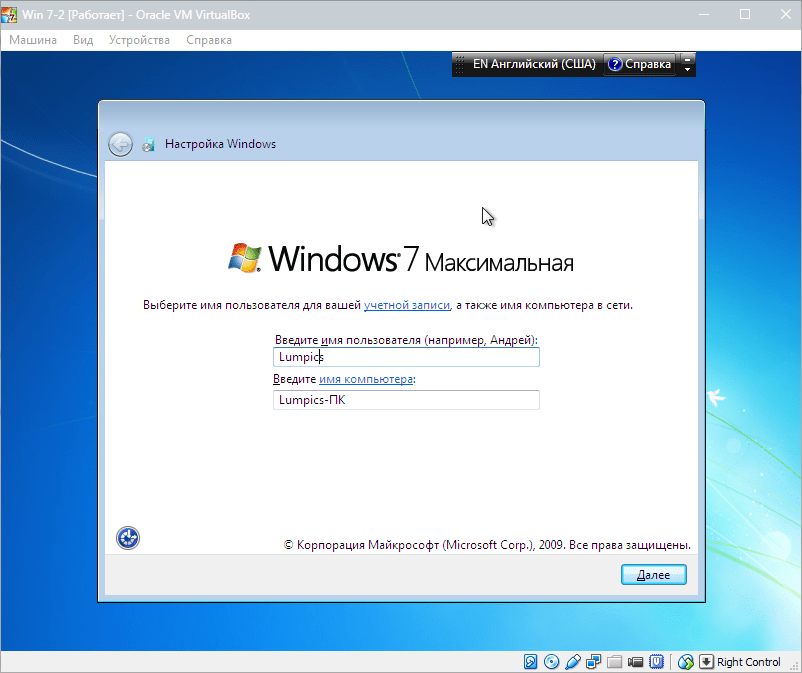 Win 7-2 [Работает] - Oracle VM VirtualBox
Машина Вид Устройства Справка
EN Английский (США) ? Справка
Настройка Windows
Windows 7 Максимальная
Выберите имя пользователя для вашей учетной записи, а также имя компьютера в сети.
Введите имя пользователя (например, Андрей):
Lumpics
Введите имя компьютера:
Lumpics-ПК
© Корпорация Майкрософт (Microsoft Corp.), 2009. Все права защищены.
Далее
Right Control